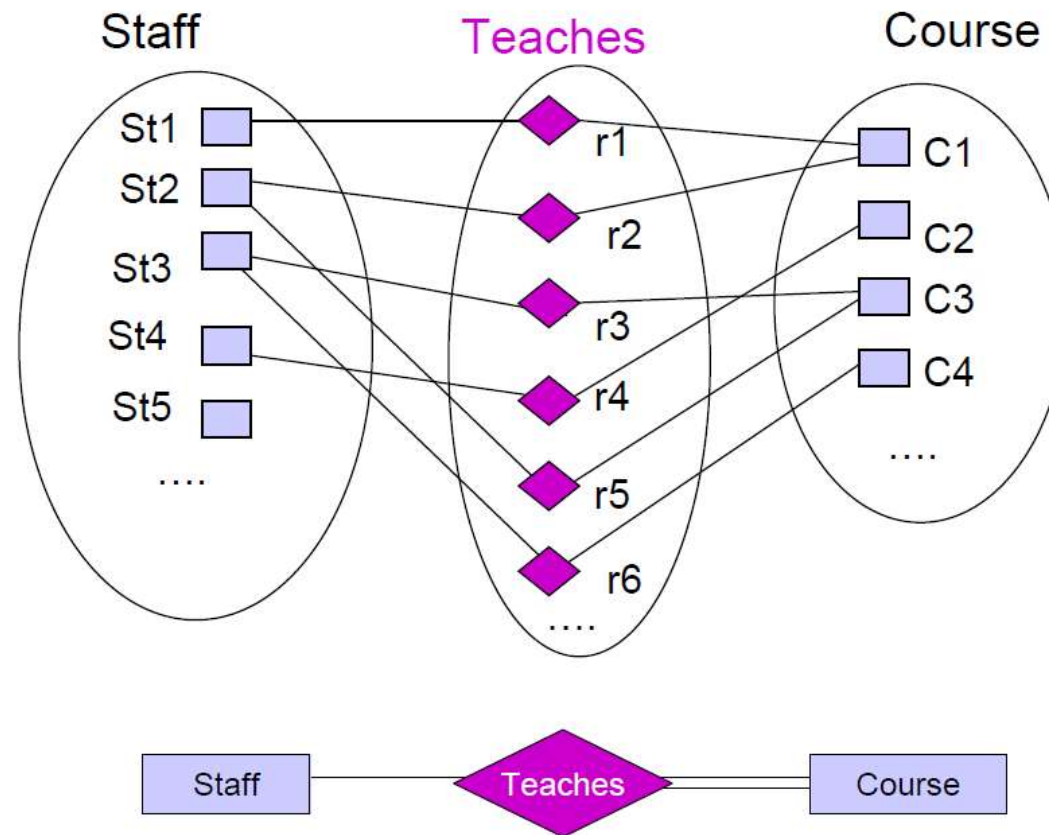 Staff
Teaches
Course
St1
St2
St3
St4
St5
....
r1
r2
r3
r4
r5
r6
....
C1
C2
C3
C4
....
Staff
Teaches
Course